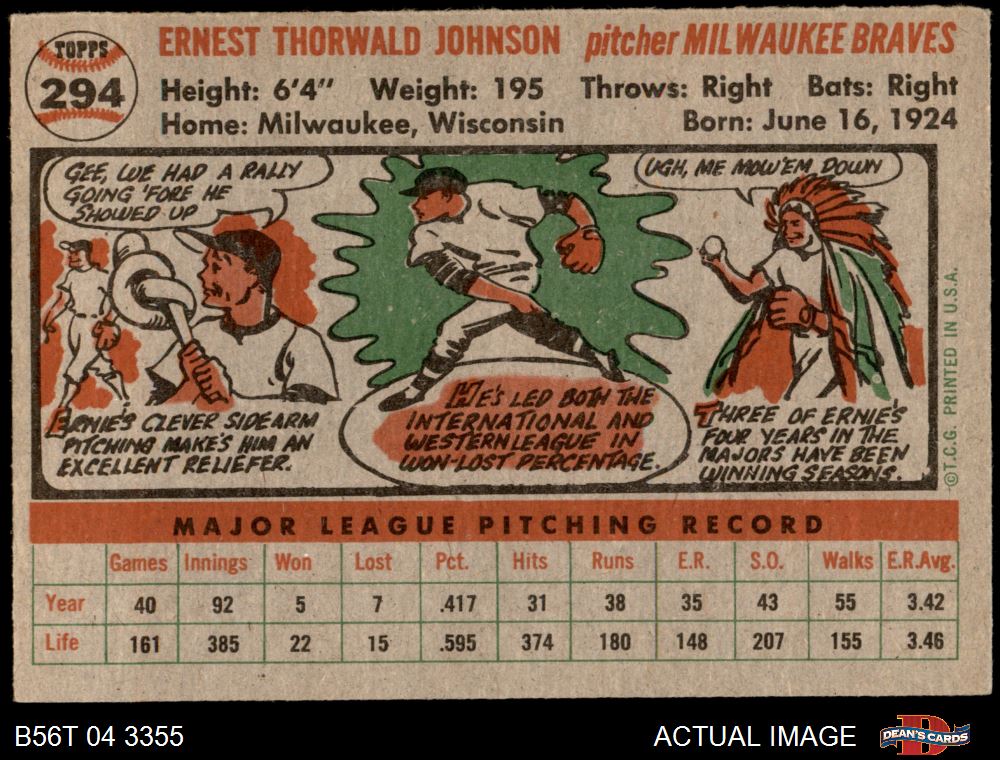 TOPPS
294
ERNEST THORWALD JOHNSON pitcher MILWAUKEE BRAVES
Height: 6'4" Weight: 195 Throws: Right Bats: Right
Home: Milwaukee, Wisconsin Born: June 16, 1924
GEE, WE HAD A RALLY
GOING 'FORE HE
SHOWED UP
ERNIE'S CLEVER SIDEARM
PITCHING MAKE'S HIM AN
EXCELLENT RELIEFER.
HE'S LED BOTH THE
INTERNATIONAL AND
WESTERN LEAGUE IN
WON-LOST PERCENTAGE.
UGH, ME MOW'EM DOWN
THREE OF ERNIE'S
FOUR YEARS IN THE
MAJORS HAVE BEEN
WINNING SEASONS.
©T.C.G. PRINTED IN U.S.A.
MAJOR LEAGUE PITCHING RECORD
Games Innings Won Lost Pct. Hits Runs E.R. S.O. Walks E.R.Avg.
Year 40 92 5 7 .417 31 38 35 43 55 3.42
Life 161 385 22 15 .595 374 180 148 207 155 3.46
B56T 04 3355 ACTUAL IMAGE DEAN'S CARDS